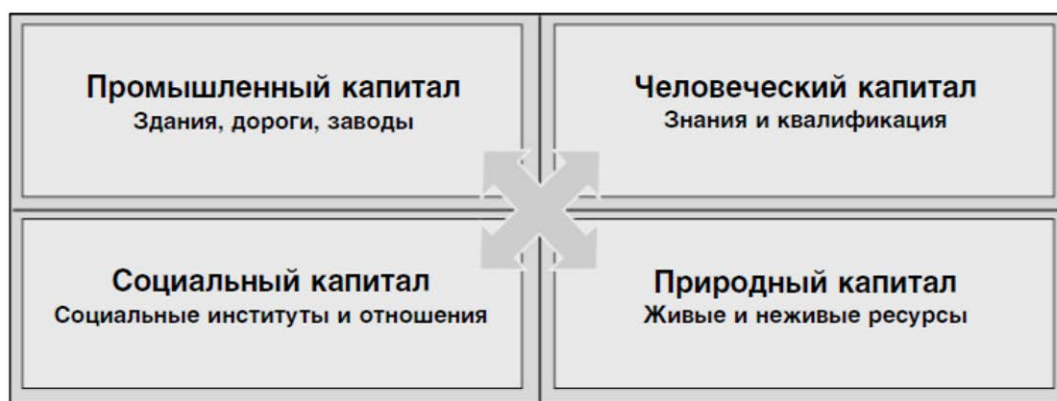 Промышленный капитал
Здания, дороги, заводы
Человеческий капитал
Знания и квалификация
Социальный капитал
Социальные институты и отношения
Природный капитал
Живые и неживые ресурсы